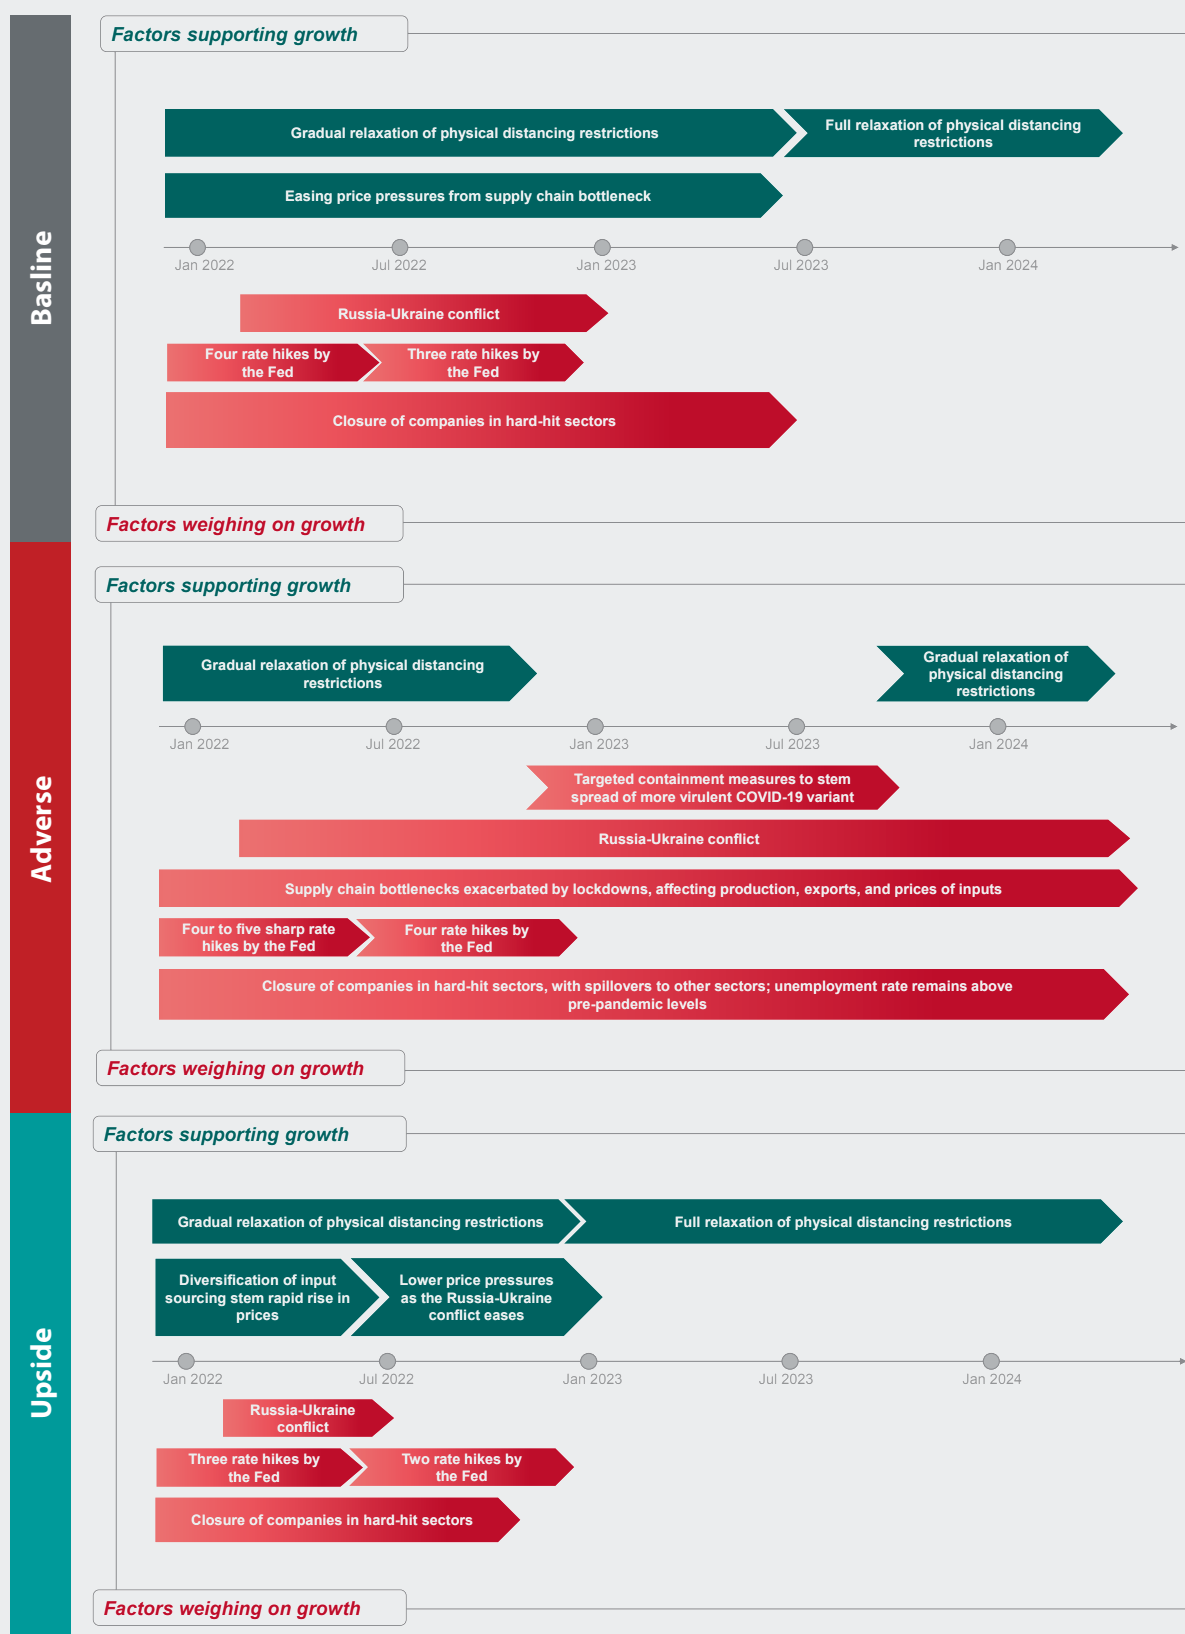 Basline
Factors supporting growth
Gradual relaxation of physical distancing restrictions
Full relaxation of physical distancing
restrictions
Easing price pressures from supply chain bottleneck
Jan 2022
Jul 2022
Jan 2023
Jul 2023
Jan 2024
Russia-Ukraine conflict
Four rate hikes by
the Fed
Three rate hikes by
the Fed
Closure of companies in hard-hit sectors
Factors weighing on growth
Adverse
Factors supporting growth
Gradual relaxation of physical distancing
restrictions
Gradual relaxation of
physical distancing
restrictions
Jan 2022
Jul 2022
Jan 2023
Jul 2023
Jan 2024
Targeted containment measures to stem
spread of more virulent COVID-19 variant
Russia-Ukraine conflict
Supply chain bottlenecks exacerbated by lockdowns, affecting production, exports, and prices of inputs
Four to five sharp rate
hikes by the Fed
Four rate hikes by
the Fed
Closure of companies in hard-hit sectors, with spillovers to other sectors; unemployment rate remains above
pre-pandemic levels
Factors weighing on growth
Upside
Factors supporting growth
Gradual relaxation of physical distancing restrictions
Full relaxation of physical distancing restrictions
Diversification of input
sourcing stem rapid rise in
prices
Lower price pressures
as the Russia-Ukraine
conflict eases
Jan 2022
Jul 2022
Jan 2023
Jul 2023
Jan 2024
Russia-Ukraine
conflict
Three rate hikes by
the Fed
Two rate hikes by
the Fed
Closure of companies in hard-hit sectors
Factors weighing on growth